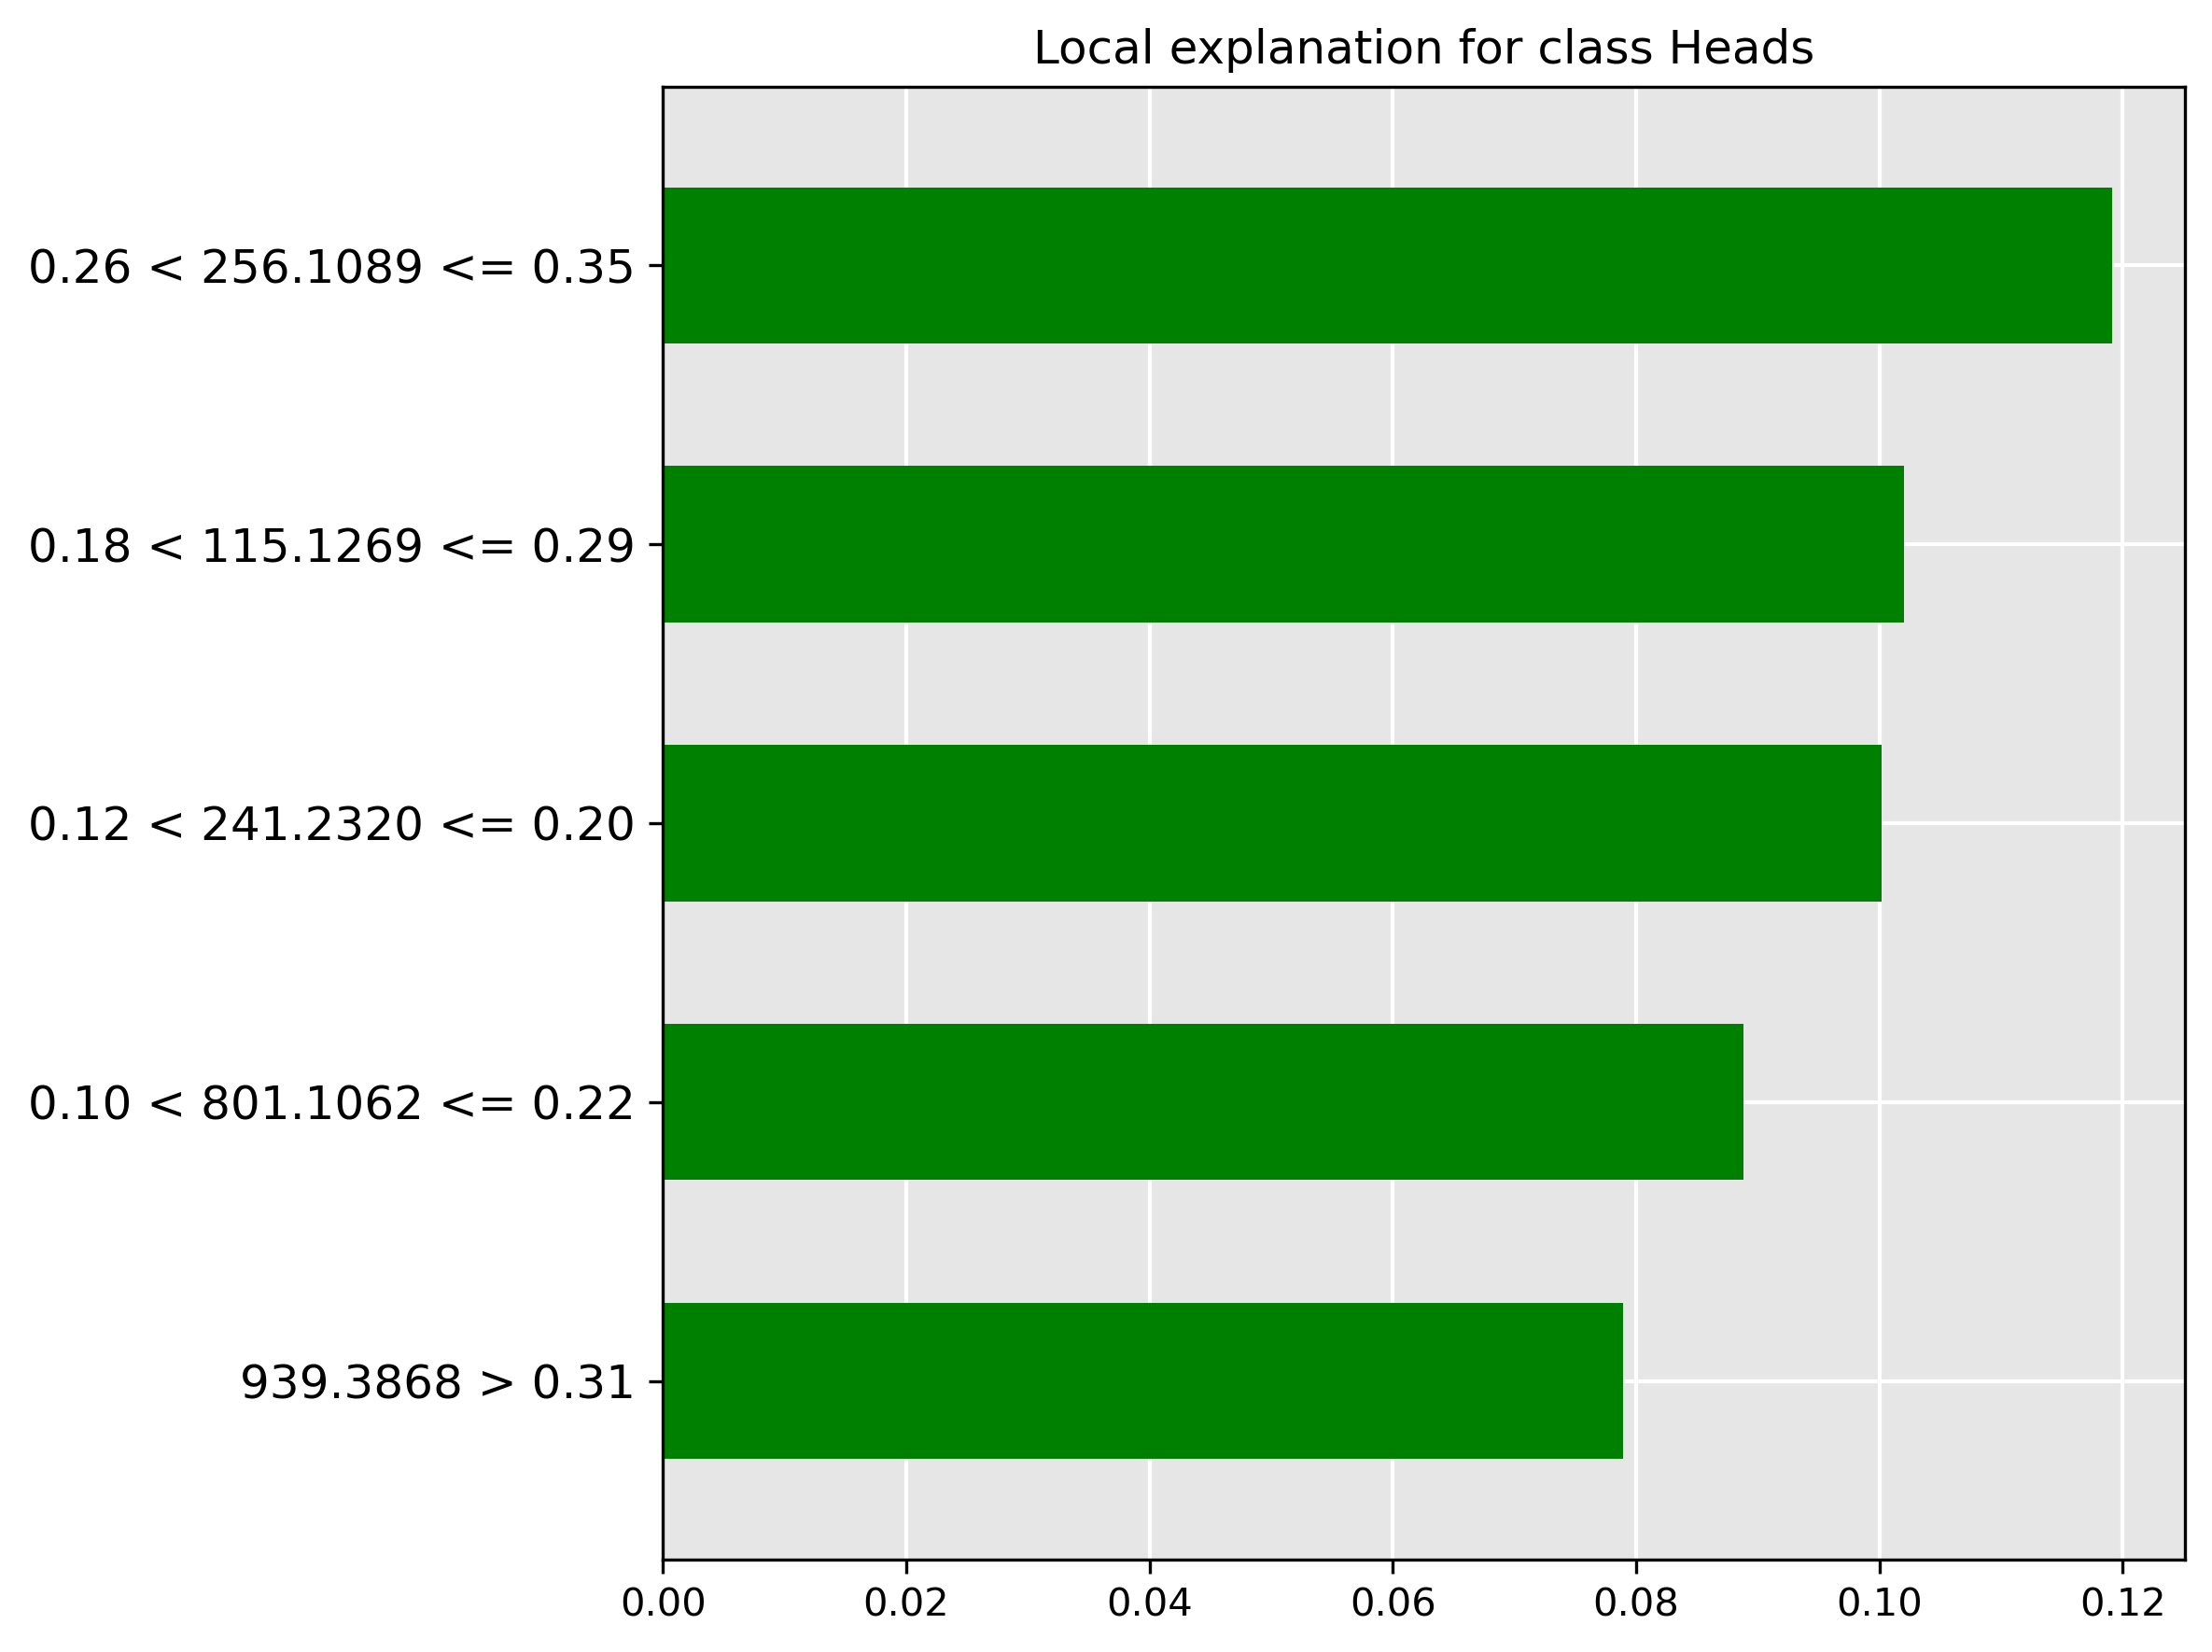 Local explanation for class Heads
0.26 < 256.1089 <= 0.35
0.18 < 115.1269 <= 0.29
0.12 < 241.2320 <= 0.20
0.10 < 801.1062 <= 0.22
939.3868 > 0.31
0.00 0.02 0.04 0.06 0.08 0.10 0.12